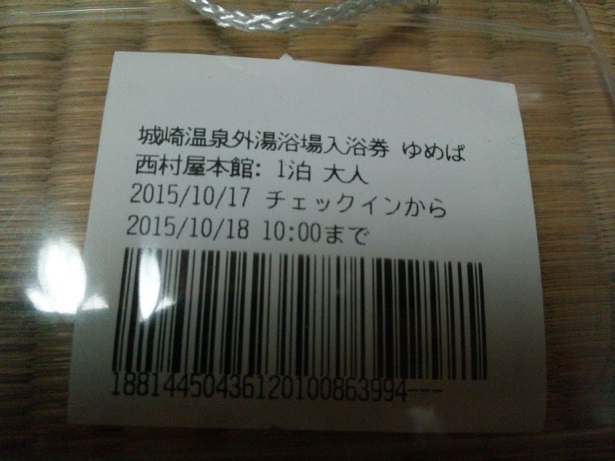 城崎温泉外湯浴場入浴券 ゆめぱ
西村屋本館: 1泊 大人
2015/10/17 チェックインから
2015/10/18 10:00まで
18814450436120100863994---